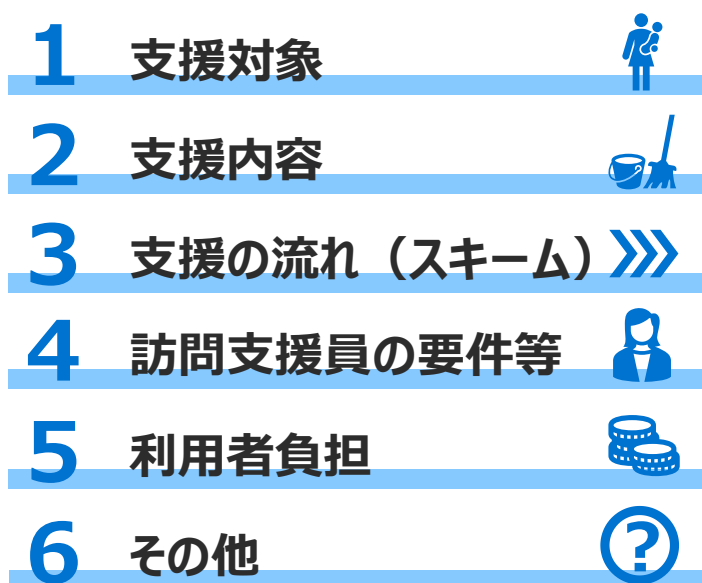 1 支援対象
2 支援内容
3 支援の流れ（スキーム）
4 訪問支援員の要件等
5 利用者負担
6 その他 ?